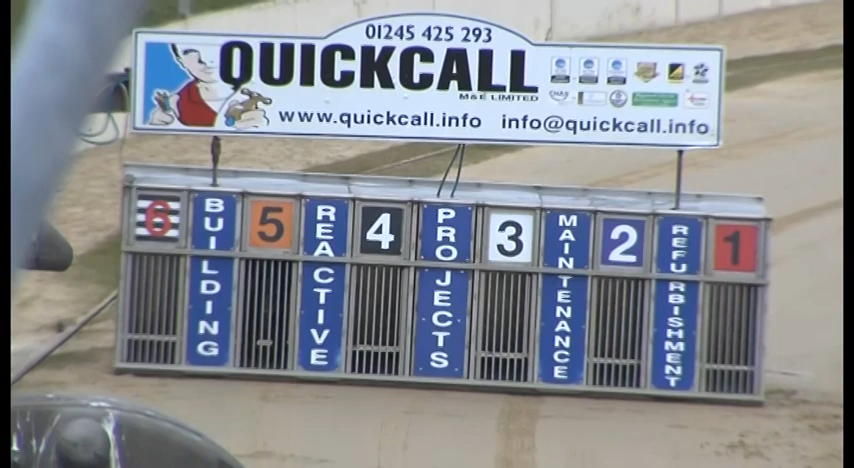 01245 425 293
QUICKCALL
M&E LIMITED
www.quickcall.info info@quickcall.info
6 BUILDING 5 REACTIVE 4 PROJECTS 3 MAINTENANCE 2 REFURBISHMENT 1